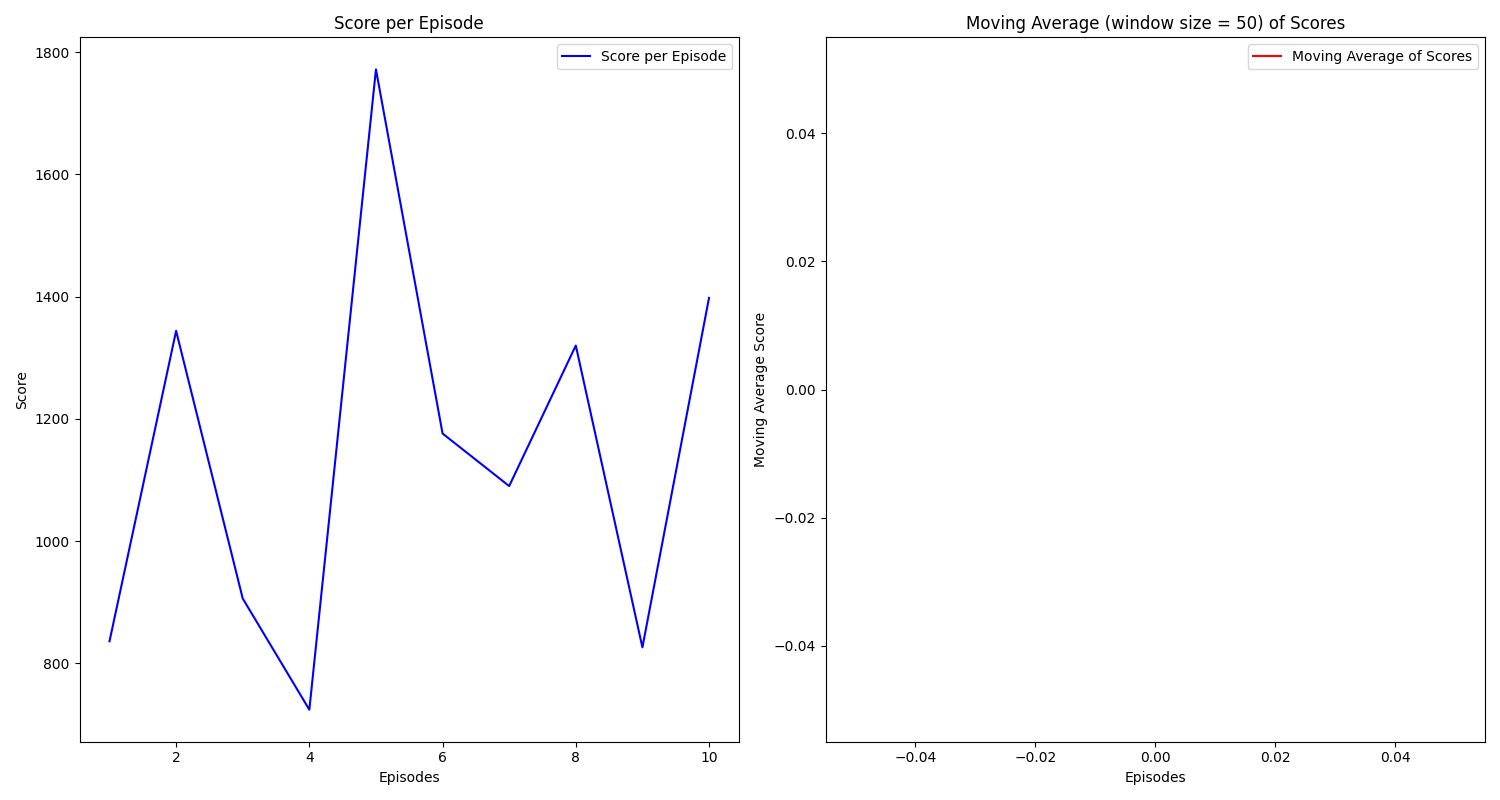 Score per Episode
Score per Episode
1800
1600
1400
1200
1000
800
Score
2 4 6 8 10
Episodes
Moving Average (window size = 50) of Scores
Moving Average of Scores
0.04
0.02
0.00
−0.02
−0.04
Moving Average Score
−0.04 −0.02 0.00 0.02 0.04
Episodes